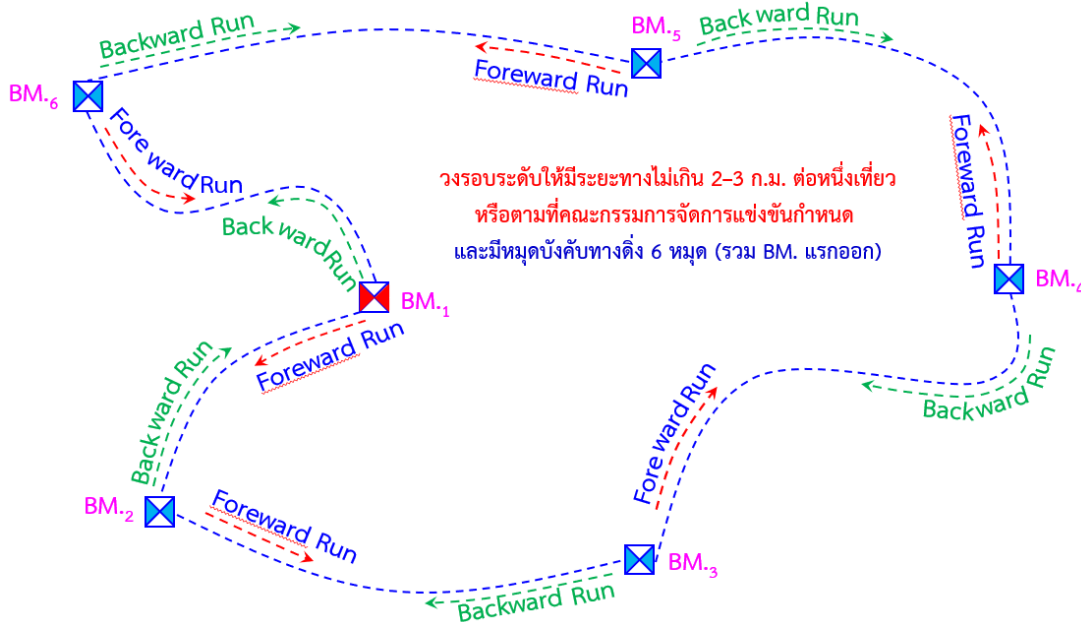 Backward Run
BM.5
Back ward Run
Foreward Run
BM.6
Fore ward Run
Foreward Run
วงรอบระดับให้มีระยะทางไม่เกิน 2–3 ก.ม. ต่อหนึ่งเที่ยว
หรือตามที่คณะกรรมการจัดการแข่งขันกำหนด
และมีหมุดบังคับทางดิ่ง 6 หมุด (รวม BM. แรกออก)
Back ward Run
BM.4
BM.1
Foreward Run
Back ward Run
Fore ward Run
Back ward Run
BM.2
Foreward Run
BM.3
Backward Run